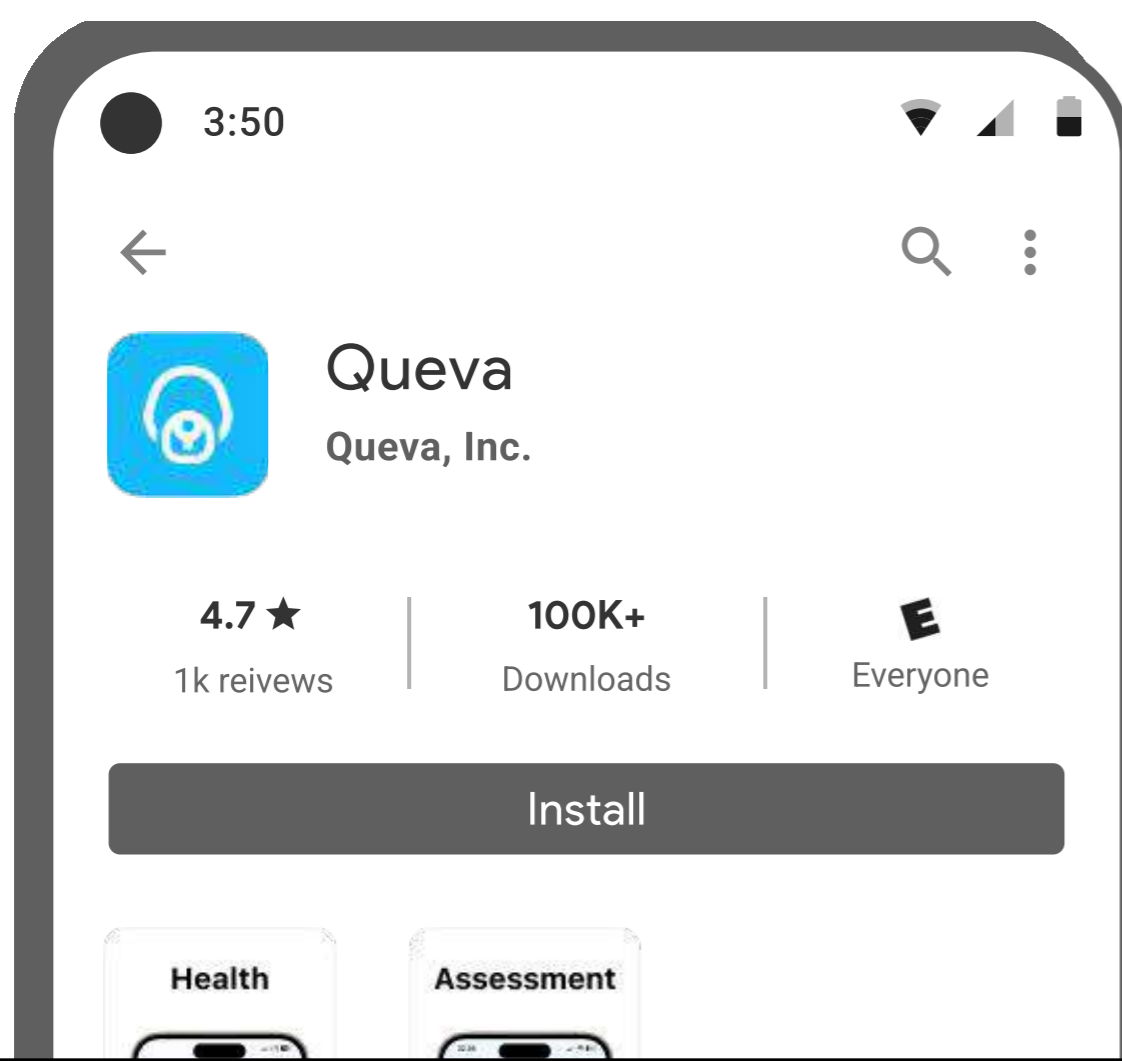 3:50
Queva
Queva, Inc.
4.7 ★
1k reivews
100K+
Downloads
E
Everyone
Install
Health
Assessment